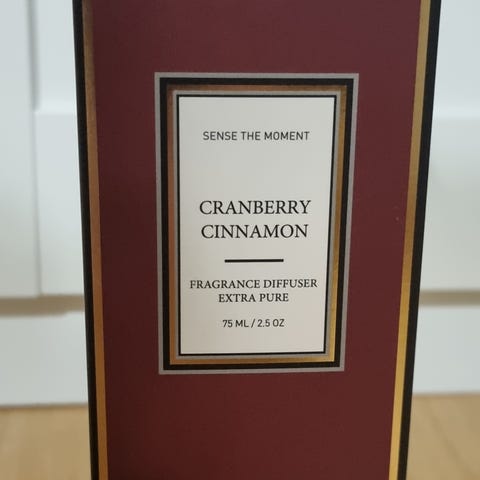 SENSE THE MOMENT
CRANBERRY
CINNAMON
FRAGRANCE DIFFUSER
EXTRA PURE
75 ML / 2.5 OZ